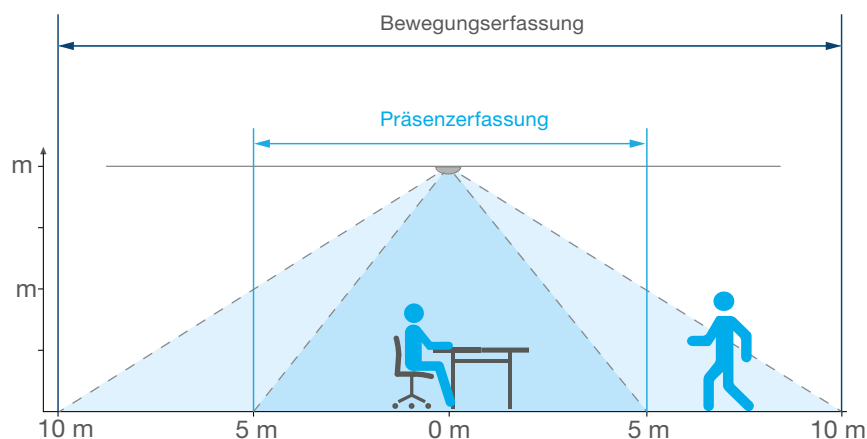 Bewegungserfassung
Präsenzerfassung
m
m
10 m 5 m 0 m 5 m 10 m